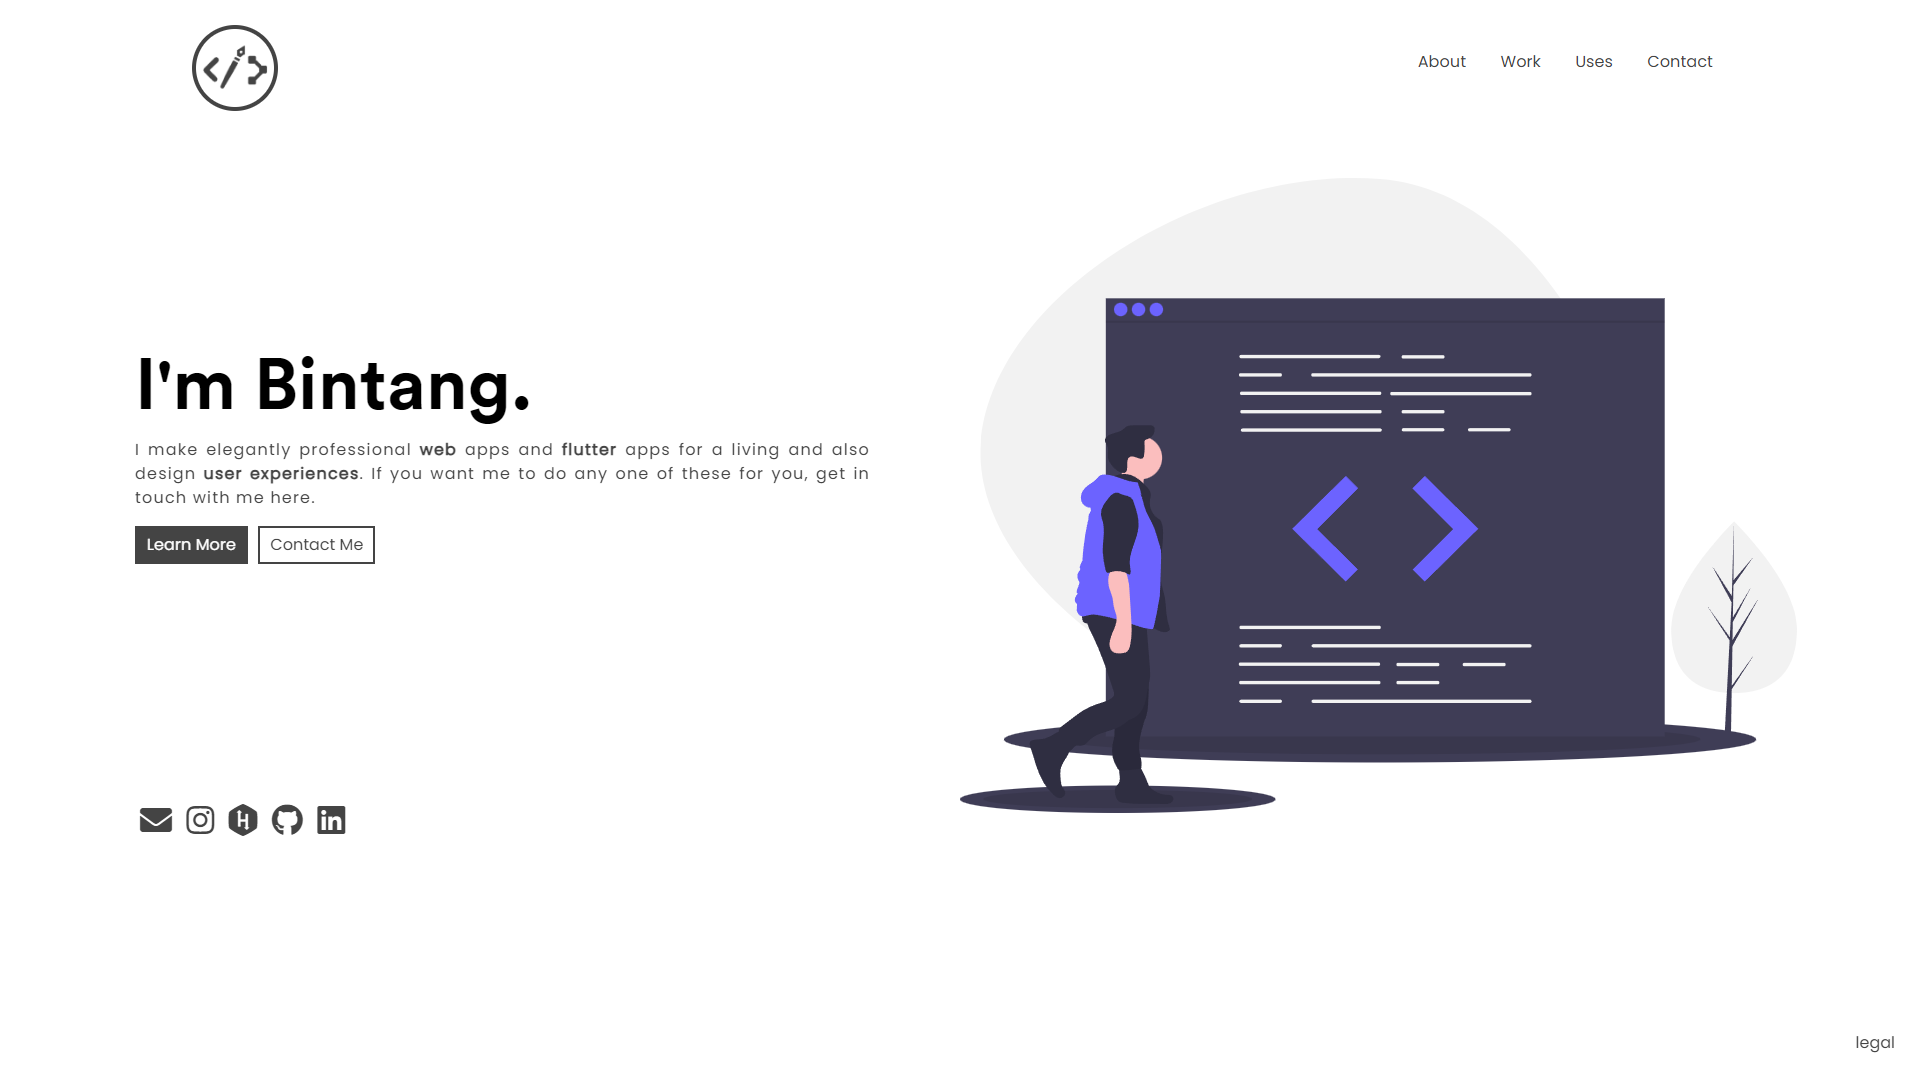 About
Work
Uses
Contact
I'm Bintang.
I make elegantly professional web apps and flutter apps for a living and also
design user experiences. If you want me to do any one of these for you, get in
touch with me here.
Learn More
Contact Me
legal